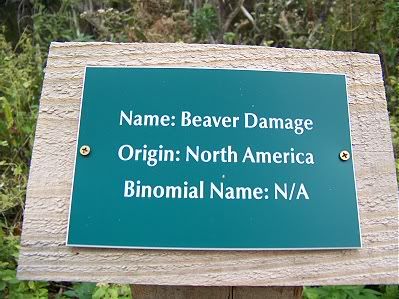 Name: Beaver Damage
Origin: North America
Binomial Name: N/A